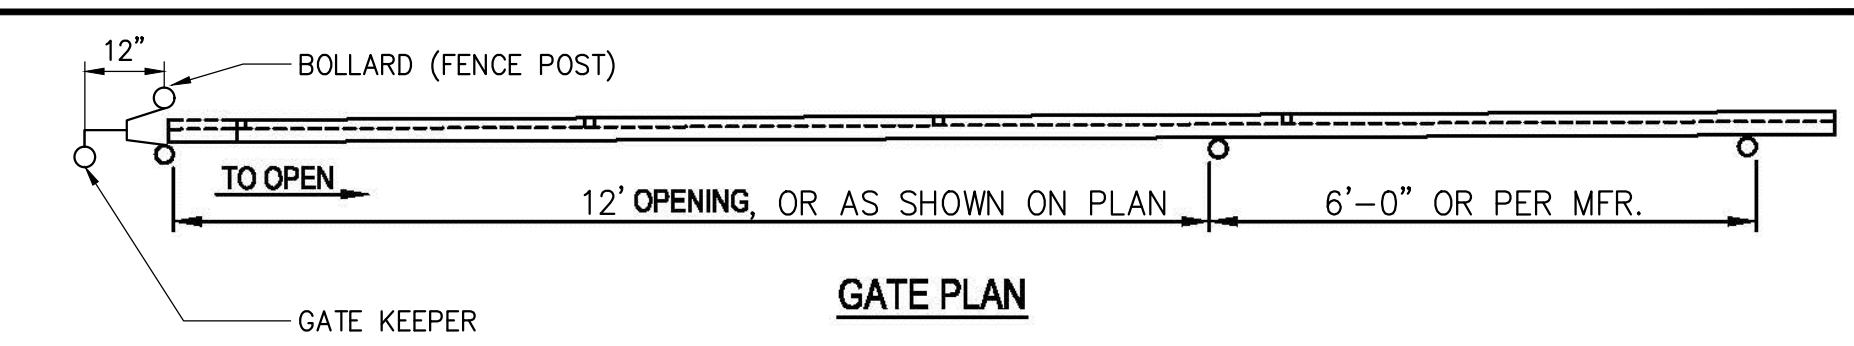 12”
BOLLARD (FENCE POST)
TO OPEN
12' OPENING, OR AS SHOWN ON PLAN
6'-0” OR PER MFR.
GATE PLAN
GATE KEEPER